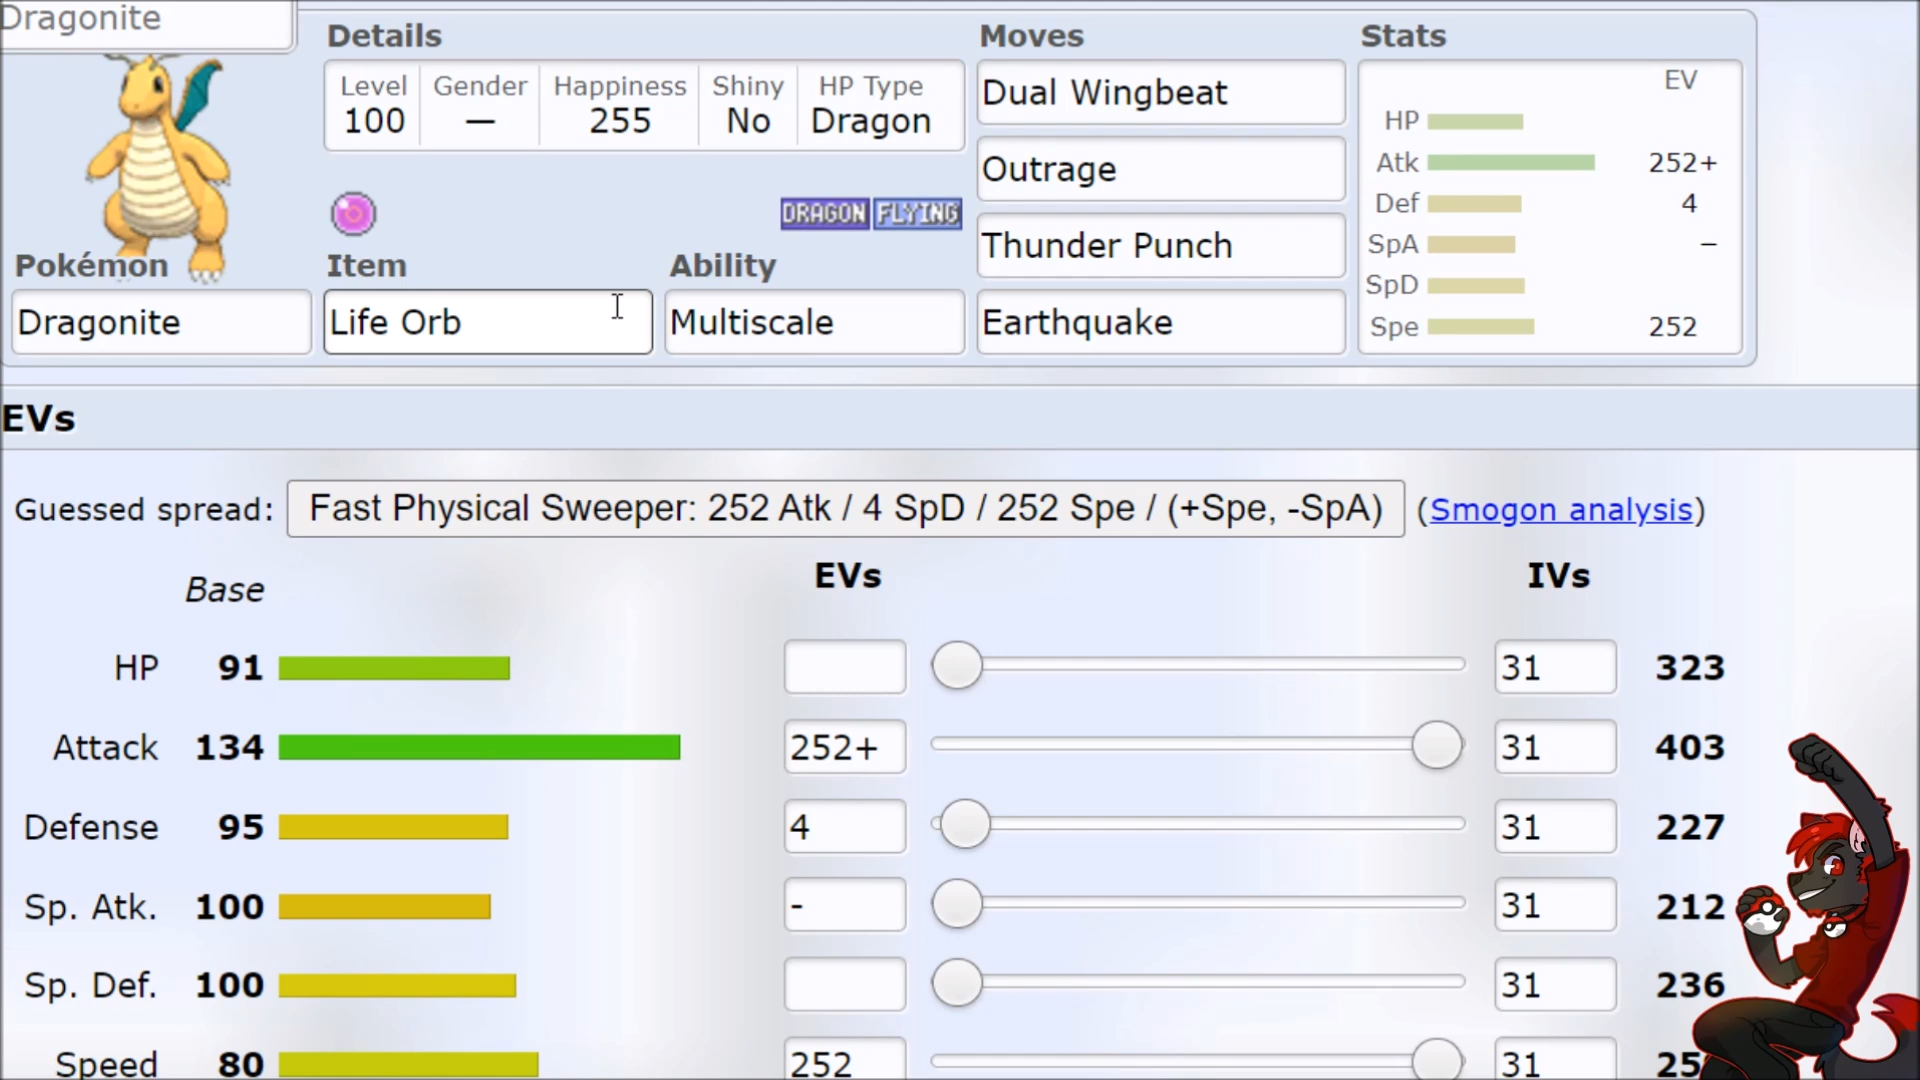 Dragonite
Details
Level Gender Happiness Shiny HP Type
100 — 255 No Dragon
DRAGON FLYING
Pokémon Item Ability
Dragonite Life Orb Multiscale
Moves
Dual Wingbeat
Outrage
Thunder Punch
Earthquake
Stats
EV
HP
Atk 252+
Def 4
SpA –
SpD
Spe 252
EVs
Guessed spread: Fast Physical Sweeper: 252 Atk / 4 SpD / 252 Spe / (+Spe, -SpA) (Smogon analysis)
Base EVs IVs
HP 91 31 323
Attack 134 252+ 31 403
Defense 95 4 31 227
Sp. Atk. 100 - 31 212
Sp. Def. 100 31 236
Speed 80 252 31